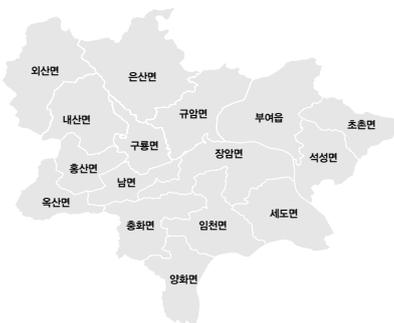 외산면
은산면
내산면
규암면
부여읍
초촌면
구룡면
장암면
석성면
홍산면
남면
옥산면
충화면
임천면
세도면
양화면